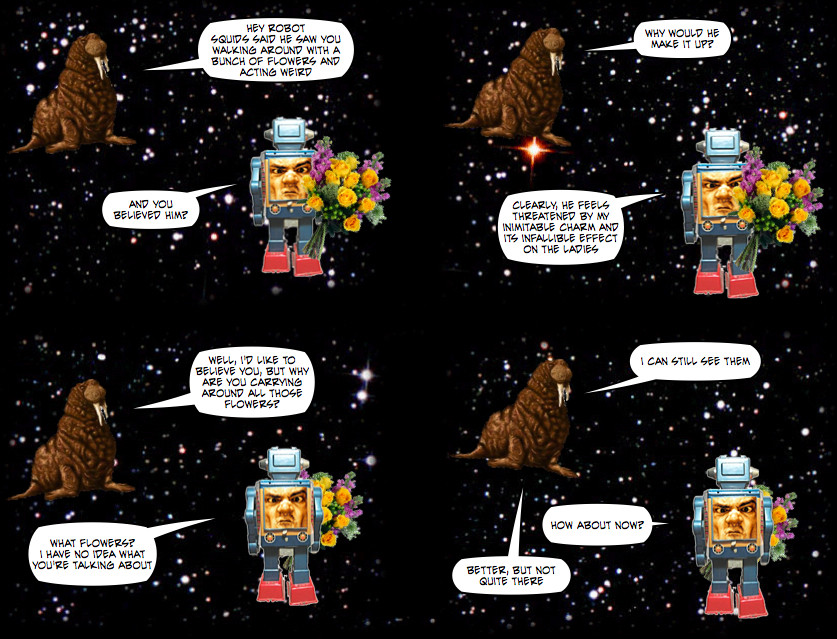 HEY ROBOT
SQUIDS SAID HE SAW YOU
WALKING AROUND WITH A
BUNCH OF FLOWERS AND
ACTING WEIRD
AND YOU
BELIEVED HIM?
WHY WOULD HE
MAKE IT UP?
CLEARLY, HE FEELS
THREATENED BY MY
INIMITABLE CHARM AND
ITS INFALLIBLE EFFECT
ON THE LADIES
WELL, I'D LIKE TO
BELIEVE YOU, BUT WHY
ARE YOU CARRYING
AROUND ALL THOSE
FLOWERS?
WHAT FLOWERS?
I HAVE NO IDEA WHAT
YOU'RE TALKING ABOUT
I CAN STILL SEE THEM
HOW ABOUT NOW?
BETTER, BUT NOT
QUITE THERE